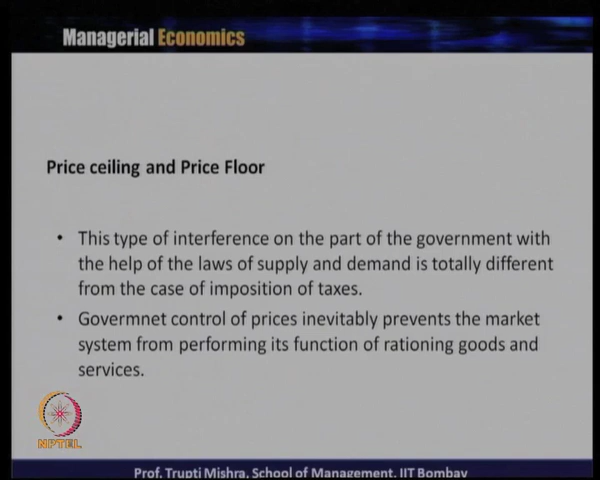 Managerial Economics
Price ceiling and Price Floor
• This type of interference on the part of the government with
the help of the laws of supply and demand is totally different
from the case of imposition of taxes.
• Govermnet control of prices inevitably prevents the market
system from performing its function of rationing goods and
services.
NPTEL
Prof. Trupti Mishra, School of Management, IIT Bombay